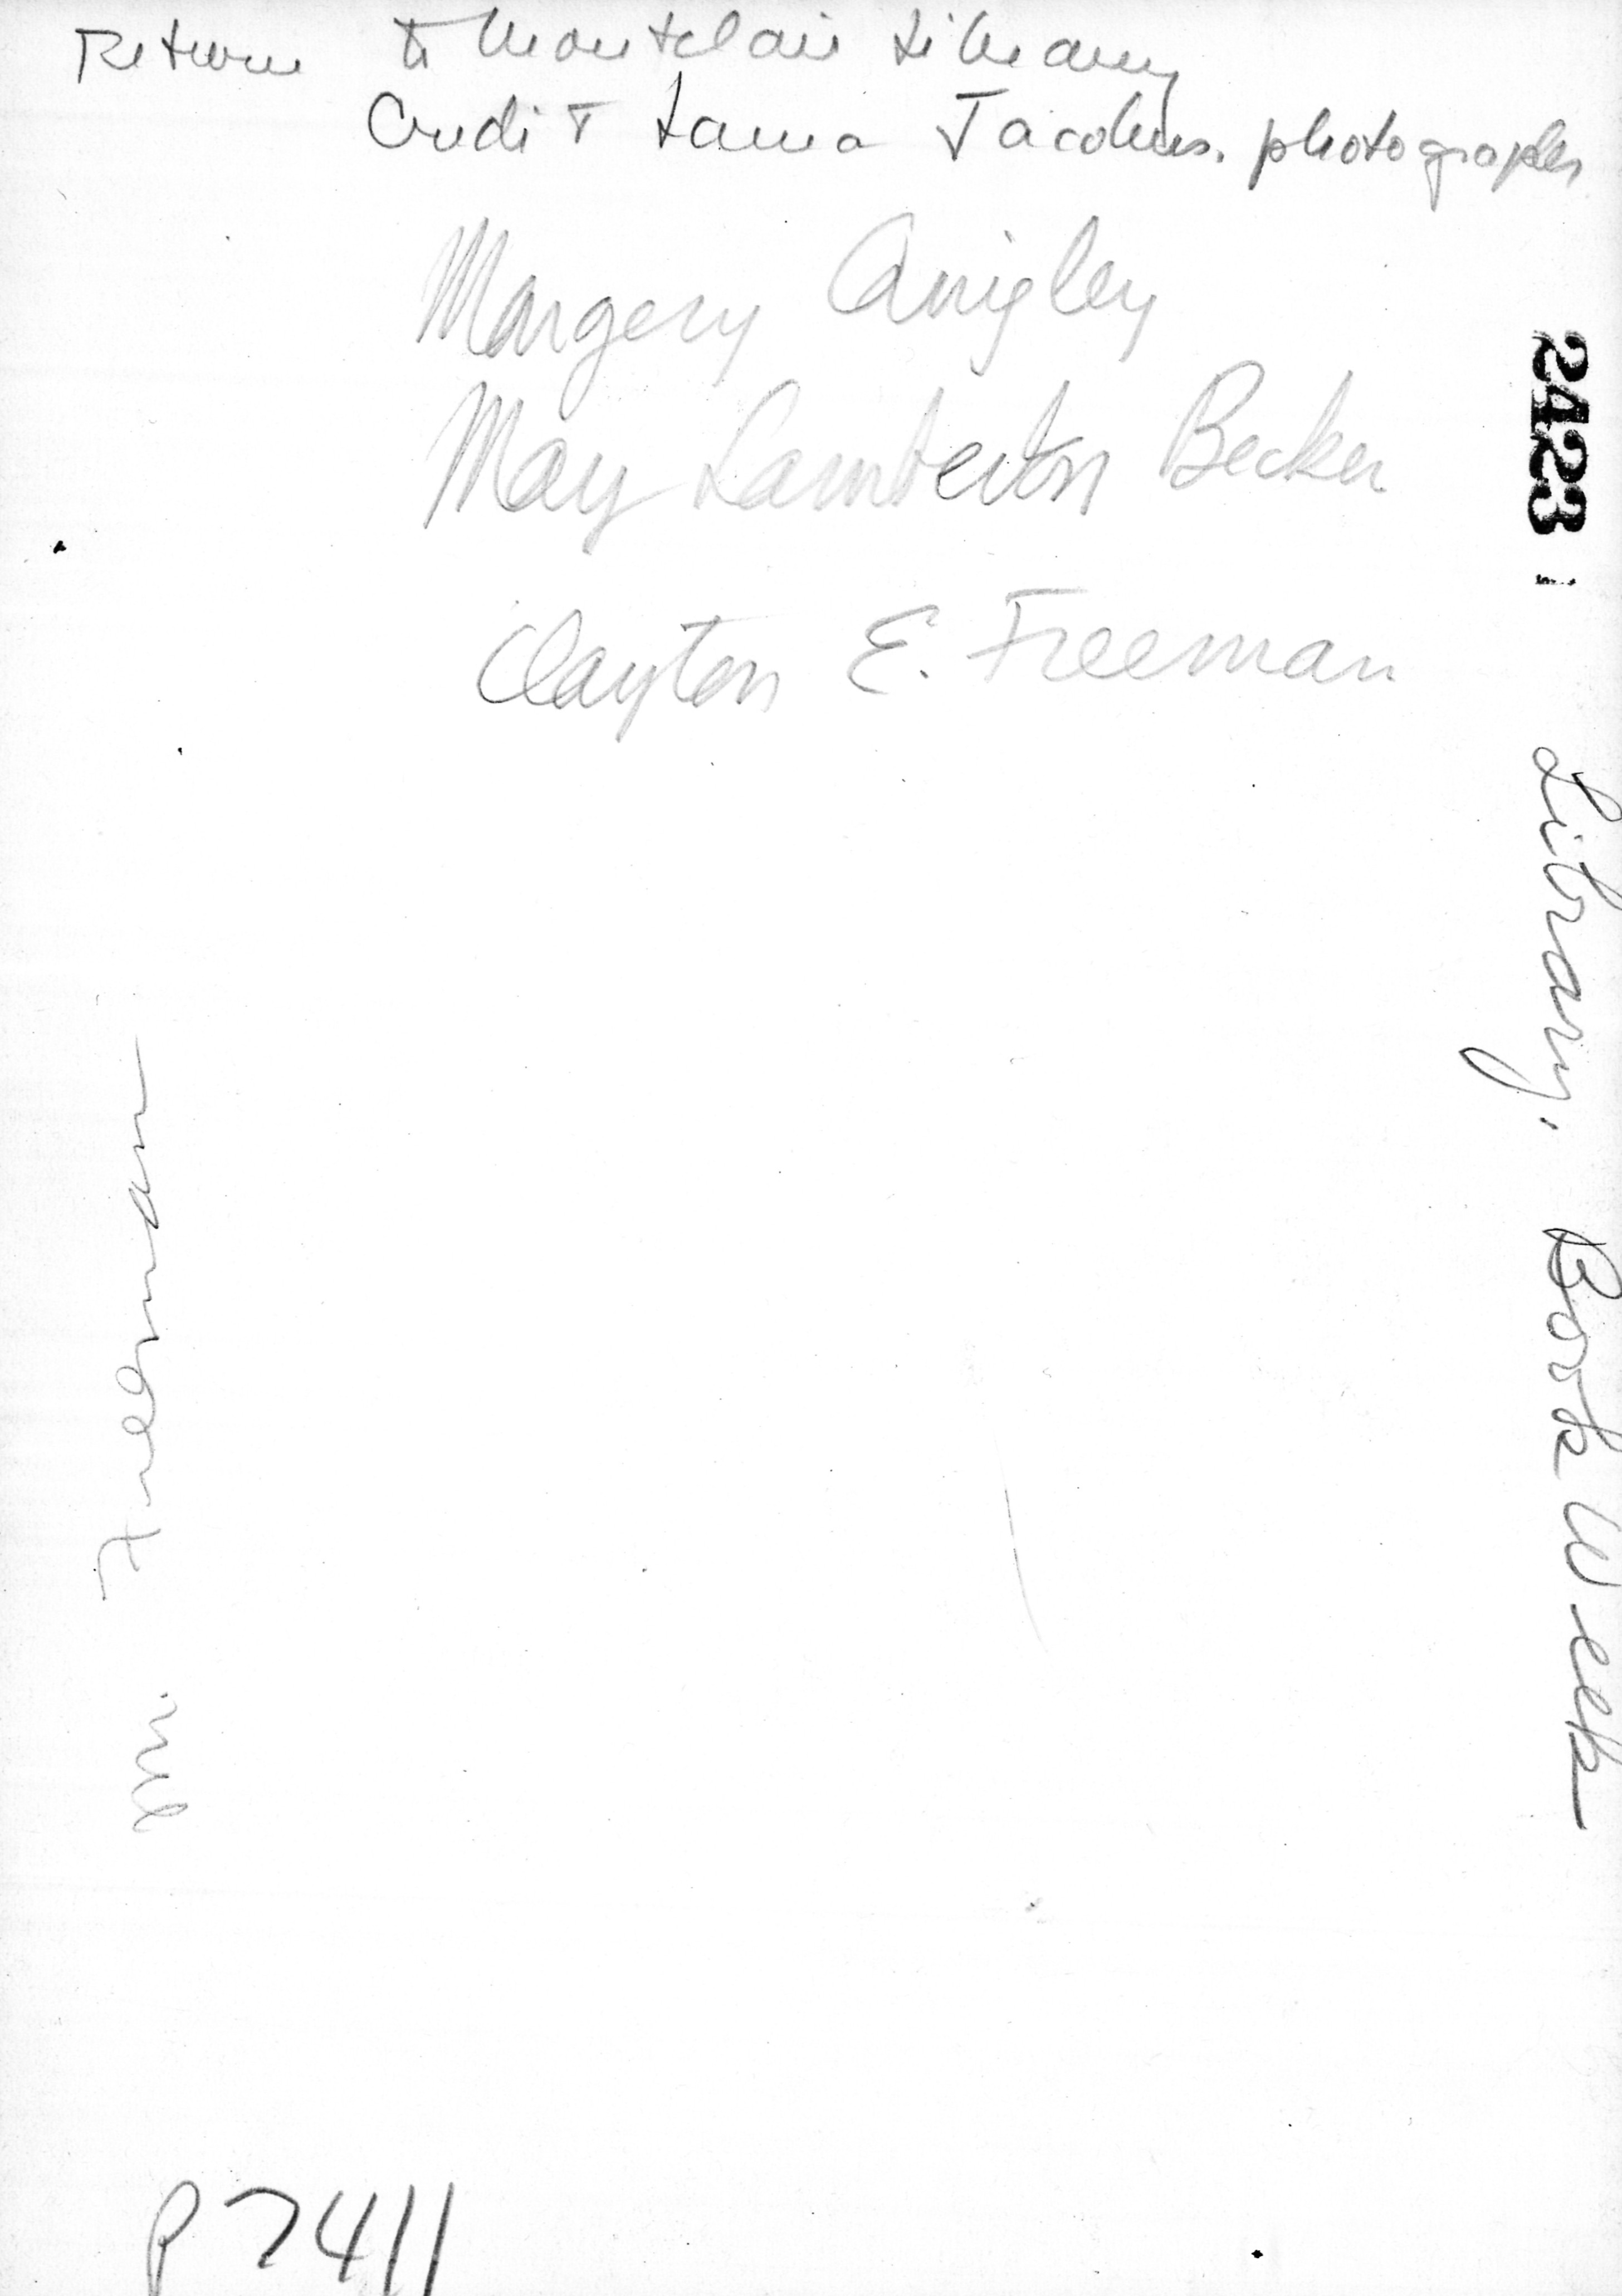 Return to Montclair Library
Credit Laura Jacobus. photographer
Margery Quigley
May Lamberton Becker
Clayton E. Freeman
2423
Library, Book Week
M. Freeman
P 7411